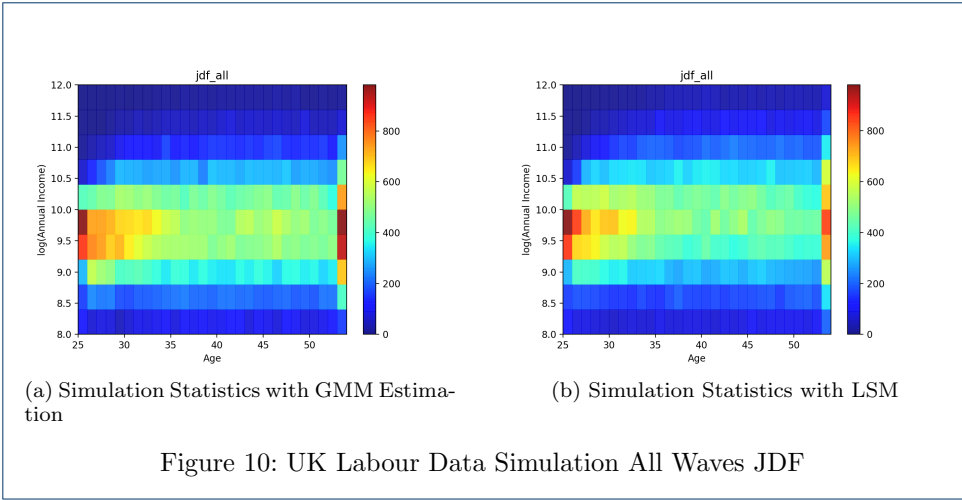 jdf_all
12.0
11.5
11.0
10.5
10.0
9.5
9.0
8.5
8.0
log(Annual Income)
25 30 35 40 45 50
Age
800
600
400
200
0
jdf_all
12.0
11.5
11.0
10.5
10.0
9.5
9.0
8.5
8.0
log(Annual Income)
25 30 35 40 45 50
Age
800
600
400
200
0
(a) Simulation Statistics with GMM Estima-
tion
(b) Simulation Statistics with LSM
Figure 10: UK Labour Data Simulation All Waves JDF